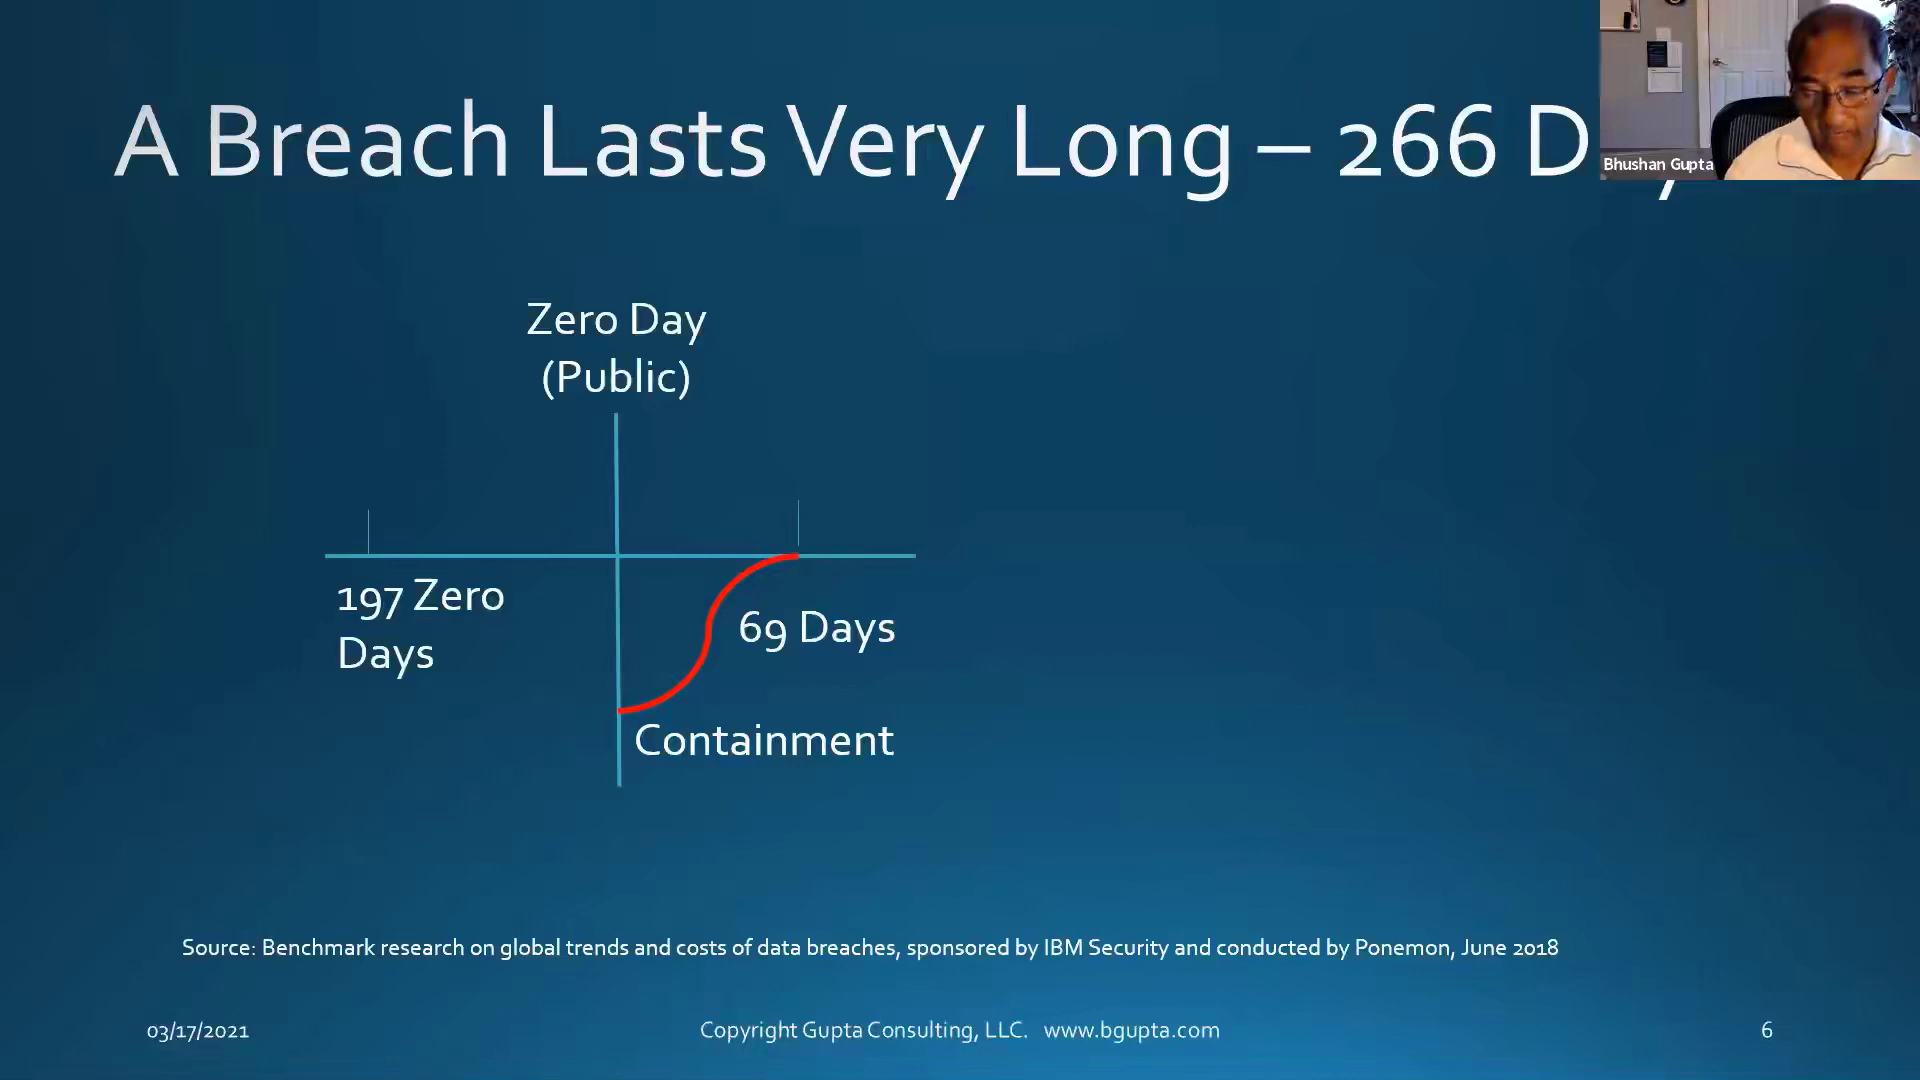 A Breach Lasts Very Long – 266 D
Bhushan Gupta
Zero Day
(Public)
197 Zero
Days
69 Days
Containment
Source: Benchmark research on global trends and costs of data breaches, sponsored by IBM Security and conducted by Ponemon, June 2018
03/17/2021
Copyright Gupta Consulting, LLC. www.bgupta.com
6